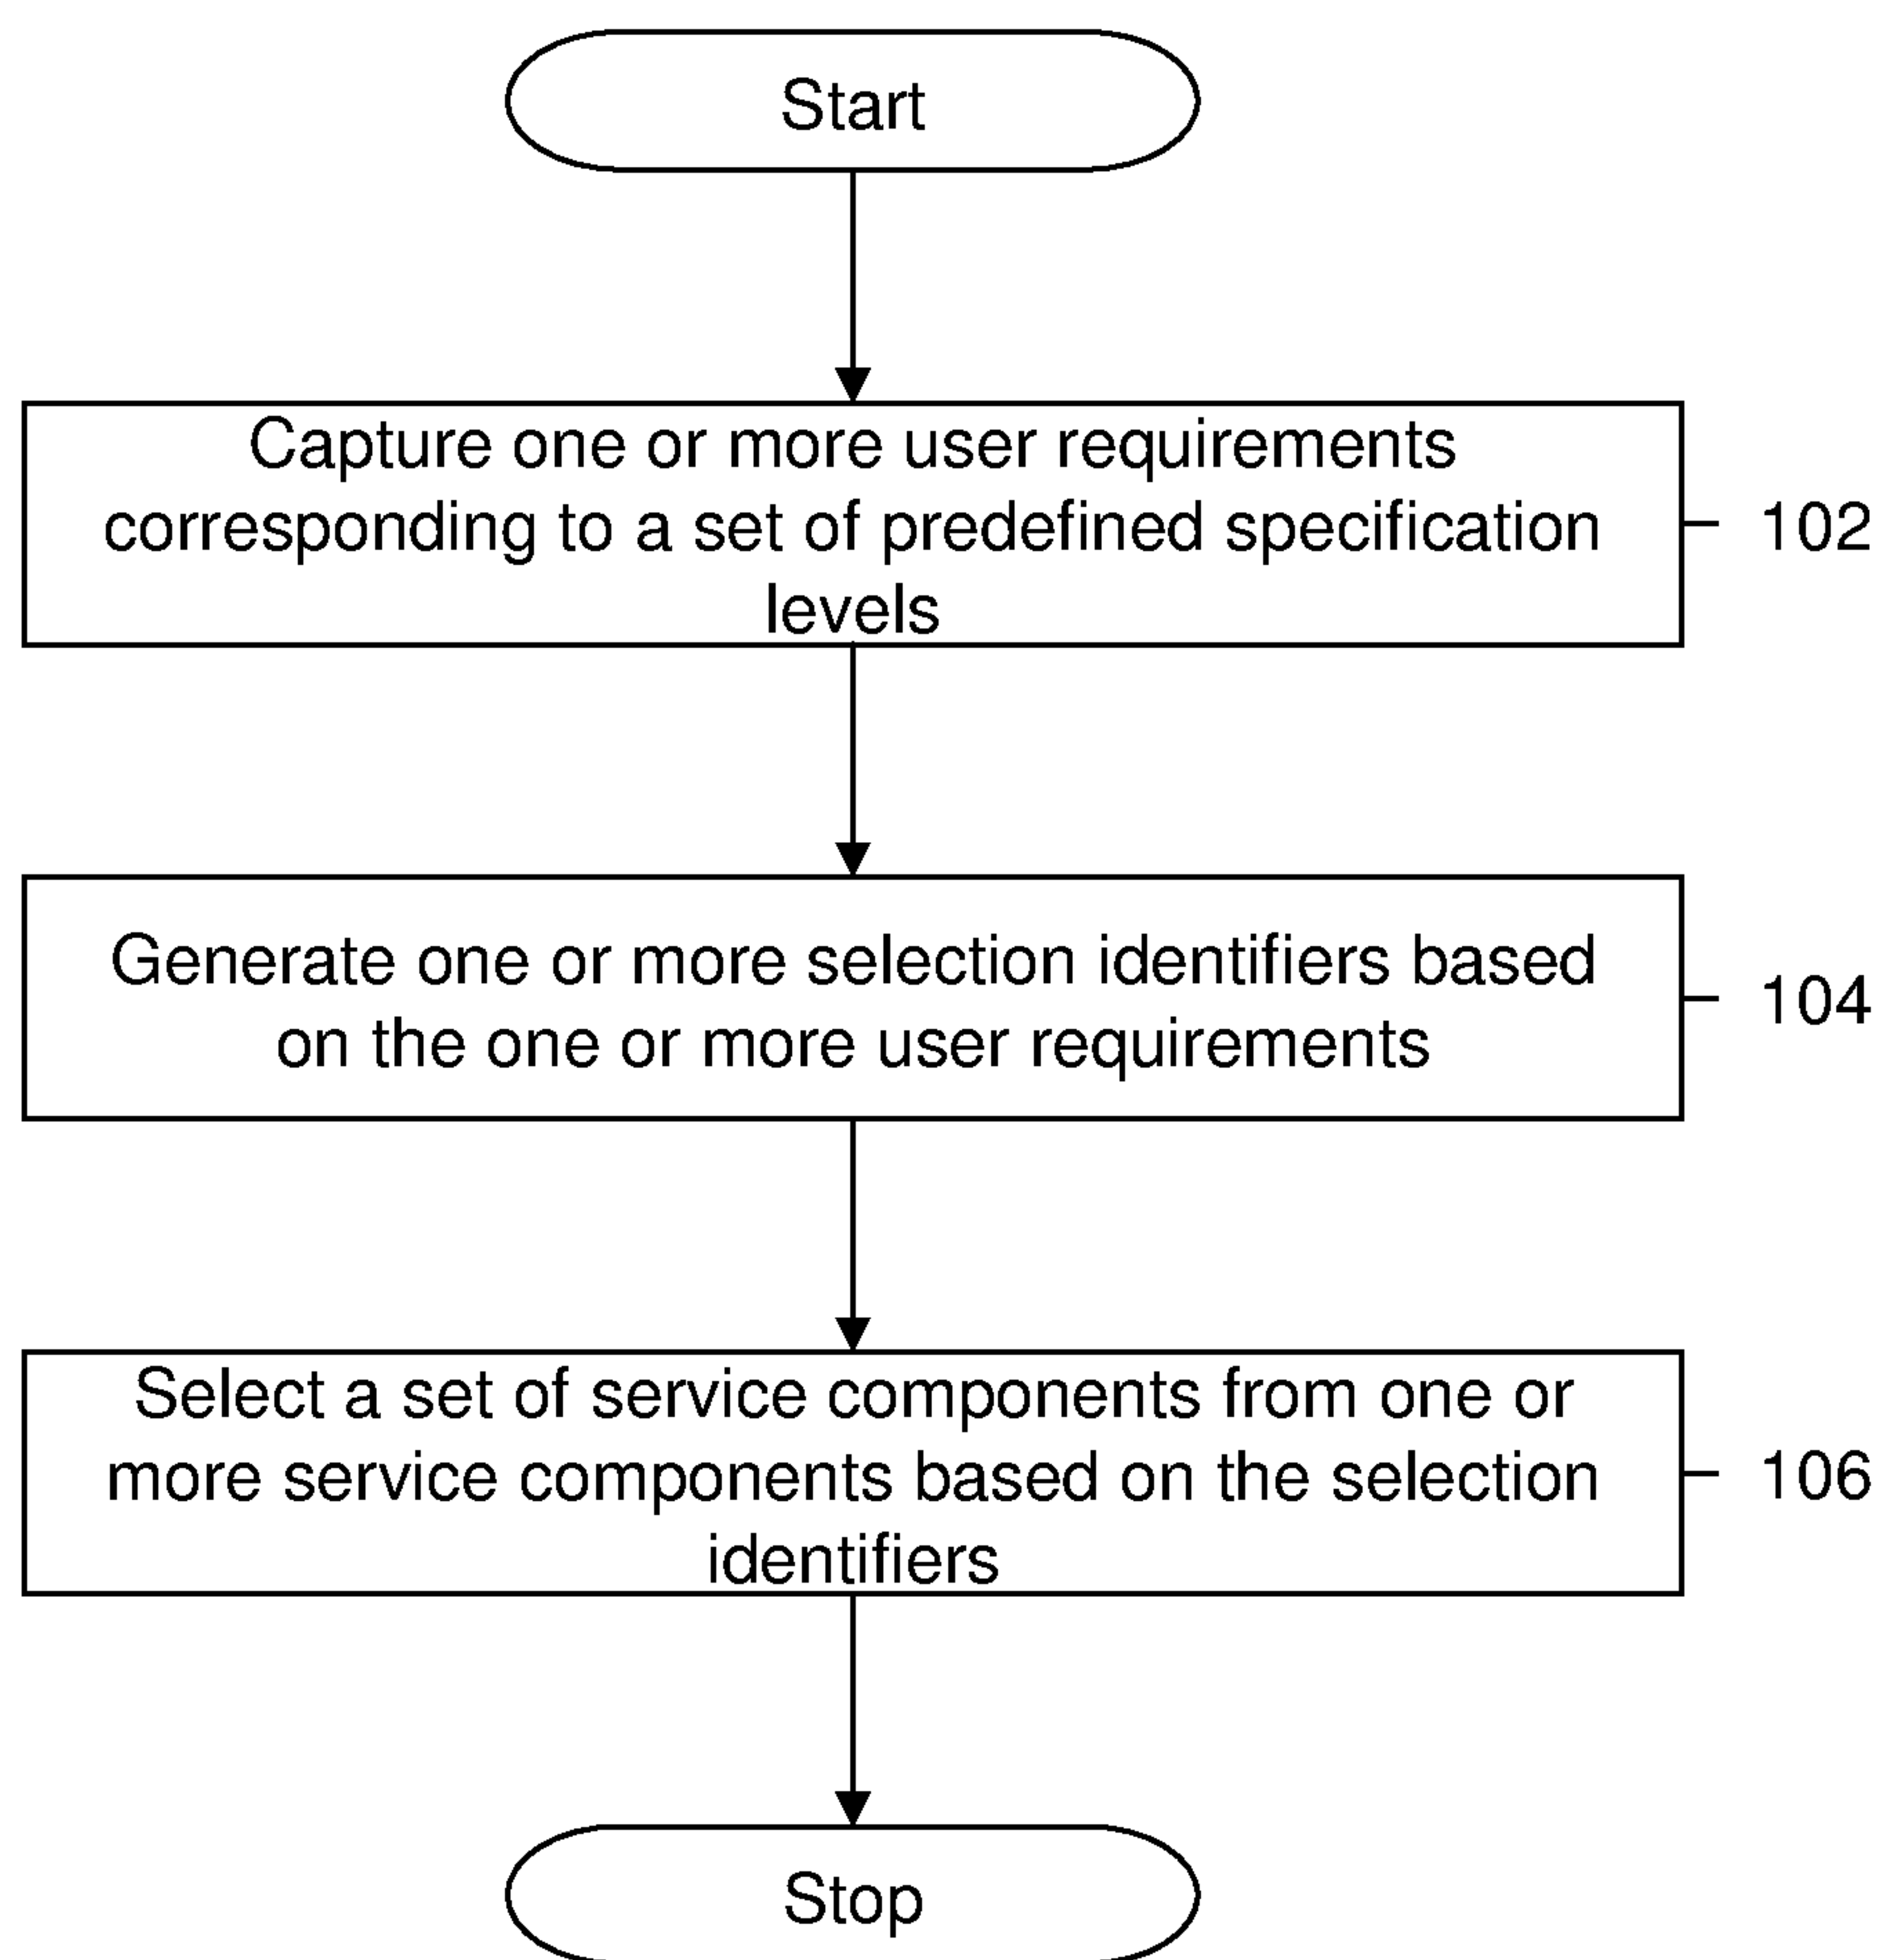 Start
Capture one or more user requirements
corresponding to a set of predefined specification
levels
102
Generate one or more selection identifiers based
on the one or more user requirements
104
Select a set of service components from one or
more service components based on the selection
identifiers
106
Stop